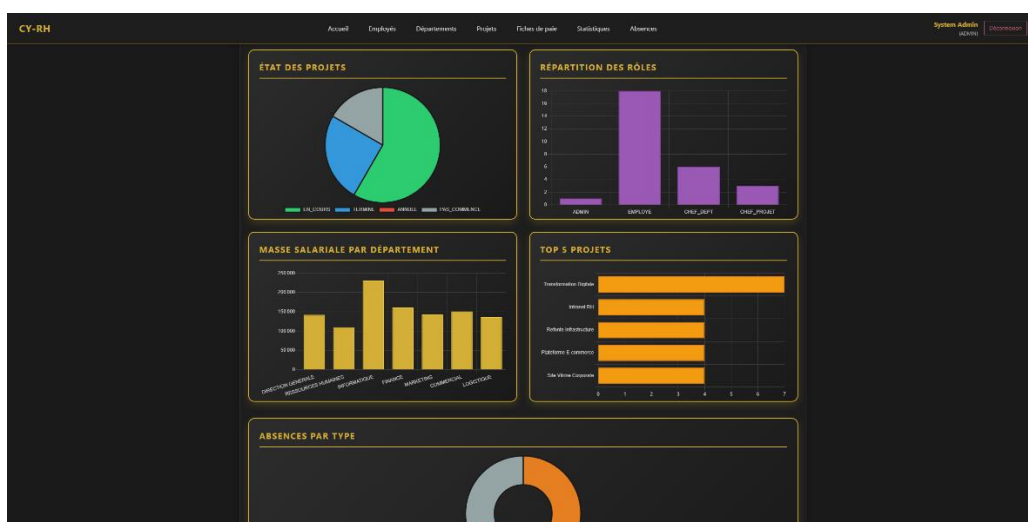 CY-RH
Accueil Employés Départements Projets Fiches de paie Statistiques Absences
System Admin
(ADMIN)
Déconnexion
ÉTAT DES PROJETS
EN_COURS TERMINE ANNULE PAS_COMMENCE
RÉPARTITION DES RÔLES
18
16
14
12
10
8
6
4
2
0
ADMIN EMPLOYE CHEF_DEPT CHEF_PROJET
MASSE SALARIALE PAR DÉPARTEMENT
250 000
200 000
150 000
100 000
50 000
0
DIRECTION GÉNÉRALE RESSOURCES HUMAINES INFORMATIQUE FINANCE MARKETING COMMERCIAL LOGISTIQUE
TOP 5 PROJETS
Transformation Digitale
Intranet RH
Refonte Infrastructure
Plateforme E-commerce
Site Vitrine Corporate
0 1 2 3 4 5 6 7
ABSENCES PAR TYPE